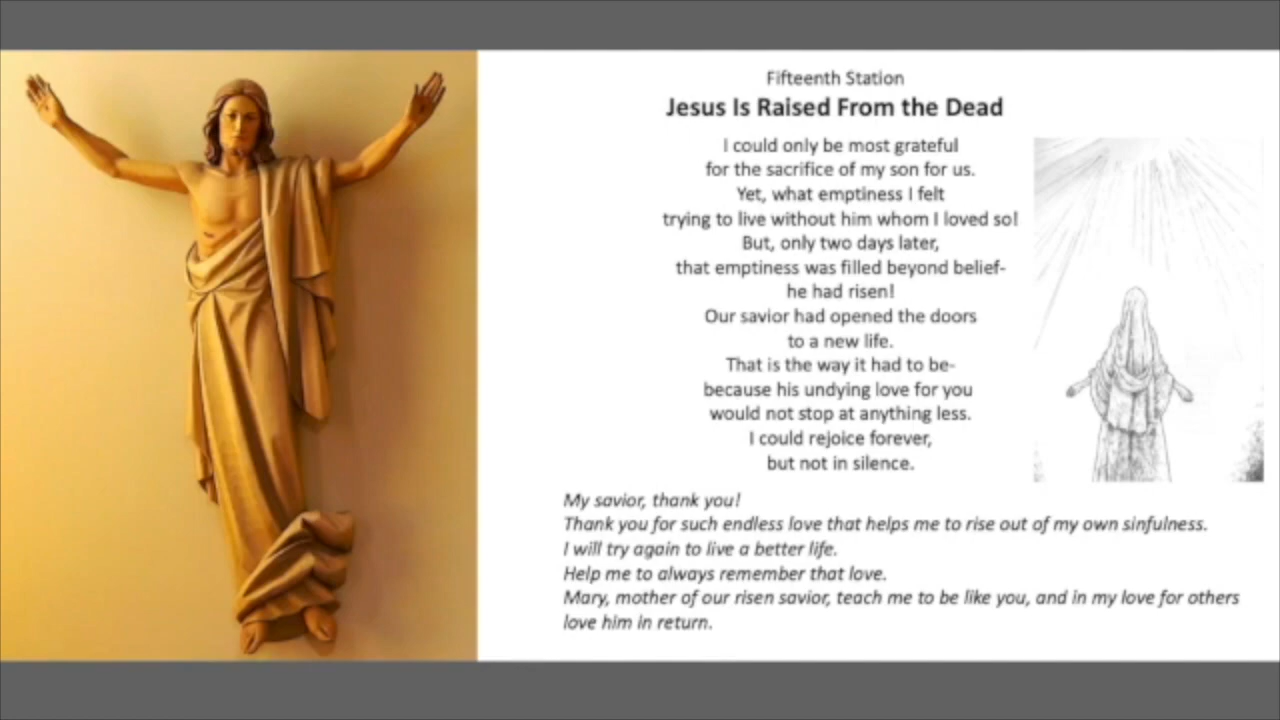 Fifteenth Station
Jesus Is Raised From the Dead
I could only be most grateful
for the sacrifice of my son for us.
Yet, what emptiness I felt
trying to live without him whom I loved so!
But, only two days later,
that emptiness was filled beyond belief-
he had risen!
Our savior had opened the doors
to a new life.
That is the way it had to be-
because his undying love for you
would not stop at anything less.
I could rejoice forever,
but not in silence.
My savior, thank you!
Thank you for such endless love that helps me to rise out of my own sinfulness.
I will try again to live a better life.
Help me to always remember that love.
Mary, mother of our risen savior, teach me to be like you, and in my love for others
love him in return.